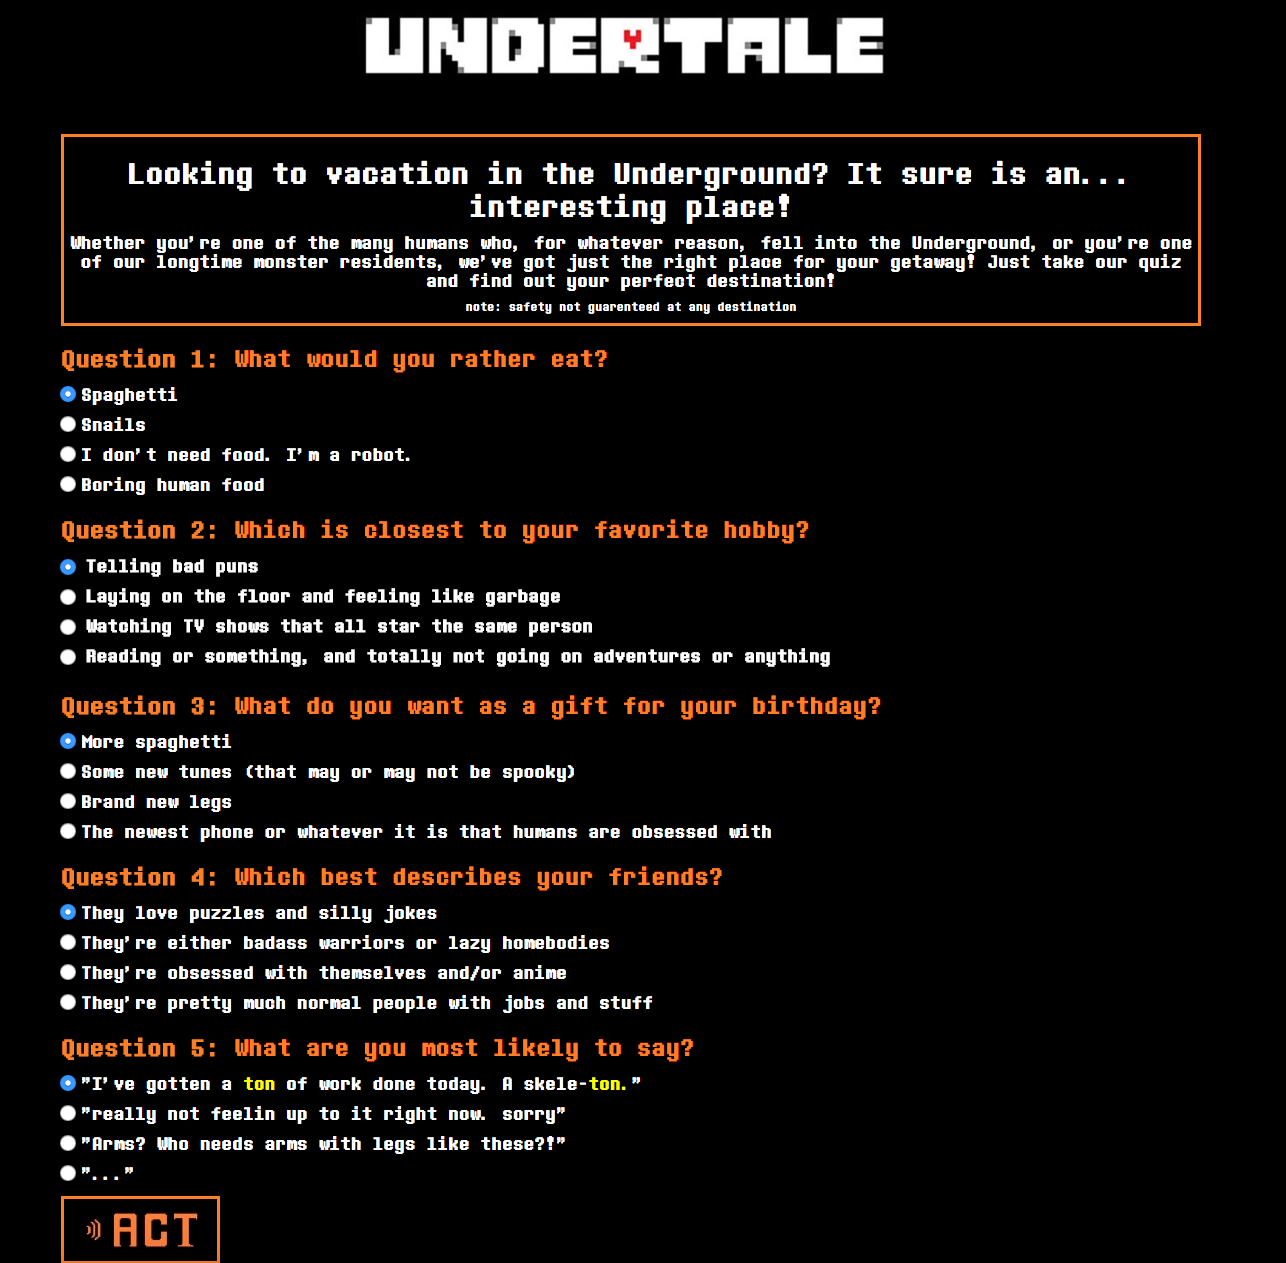 UNDERTALE
Looking to vacation in the Underground? It sure is an...
interesting place!
Whether you're one of the many humans who, for whatever reason, fell into the Underground, or you're one
of our longtime monster residents, we've got just the right place for your getaway! Just take our quiz
and find out your perfect destination!
note: safety not guarenteed at any destination
Question 1: What would you rather eat?
Spaghetti
Snails
I don't need food. I'm a robot.
Boring human food
Question 2: Which is closest to your favorite hobby?
Telling bad puns
Laying on the floor and feeling like garbage
Watching TV shows that all star the same person
Reading or something, and totally not going on adventures or anything
Question 3: What do you want as a gift for your birthday?
More spaghetti
Some new tunes (that may or may not be spooky)
Brand new legs
The newest phone or whatever it is that humans are obsessed with
Question 4: Which best describes your friends?
They love puzzles and silly jokes
They're either badass warriors or lazy homebodies
They're obsessed with themselves and/or anime
They're pretty much normal people with jobs and stuff
Question 5: What are you most likely to say?
"I've gotten a ton of work done today. A skele-ton."
"really not feelin up to it right now. sorry"
"Arms? Who needs arms with legs like these?!"
"..."
ACT